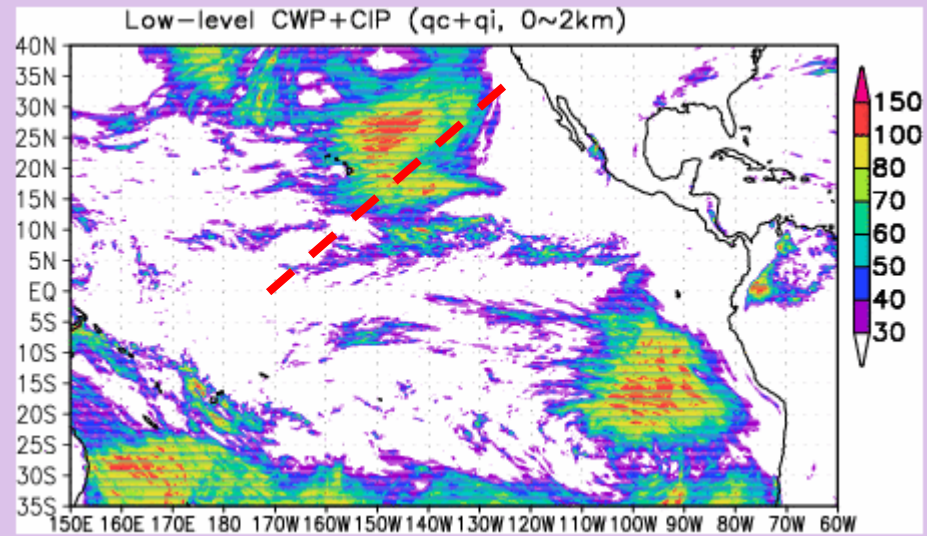 Low-level CWP+CIP (qc+qi, 0~2km)
40N
35N
30N
25N
20N
15N
10N
5N
EQ
5S
10S
15S
20S
25S
30S
35S
150E 160E 170E 180 170W 160W 150W 140W 130W 120W 110W 100W 90W 80W 70W 60W
150
100
80
70
60
50
40
30